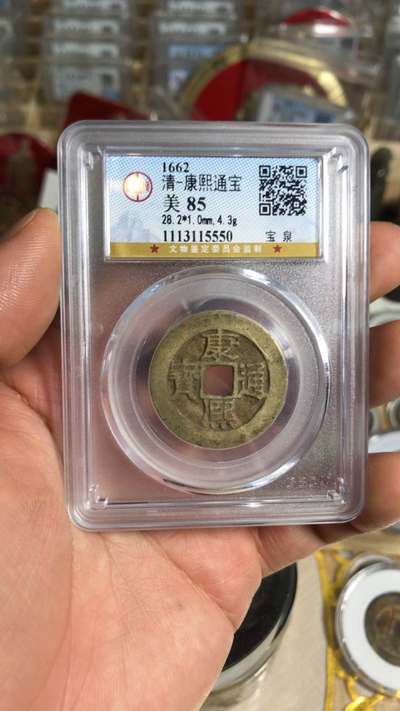 1662
清-康熙通宝
美 85
28.2*1.0mm,4.3g
1113115550 宝 泉
★ 文物鉴定委员会监制 ★
康熙通寳